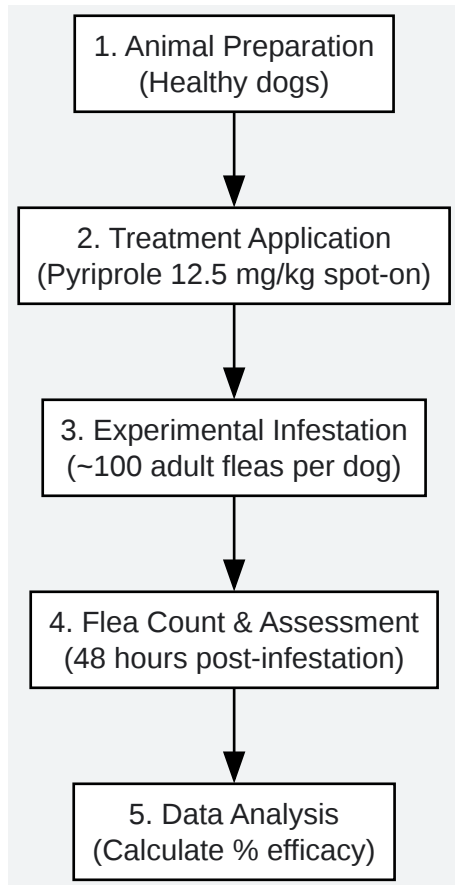 1. Animal Preparation
(Healthy dogs)
2. Treatment Application
(Pyriprole 12.5 mg/kg spot-on)
3. Experimental Infestation
(~100 adult fleas per dog)
4. Flea Count & Assessment
(48 hours post-infestation)
5. Data Analysis
(Calculate % efficacy)